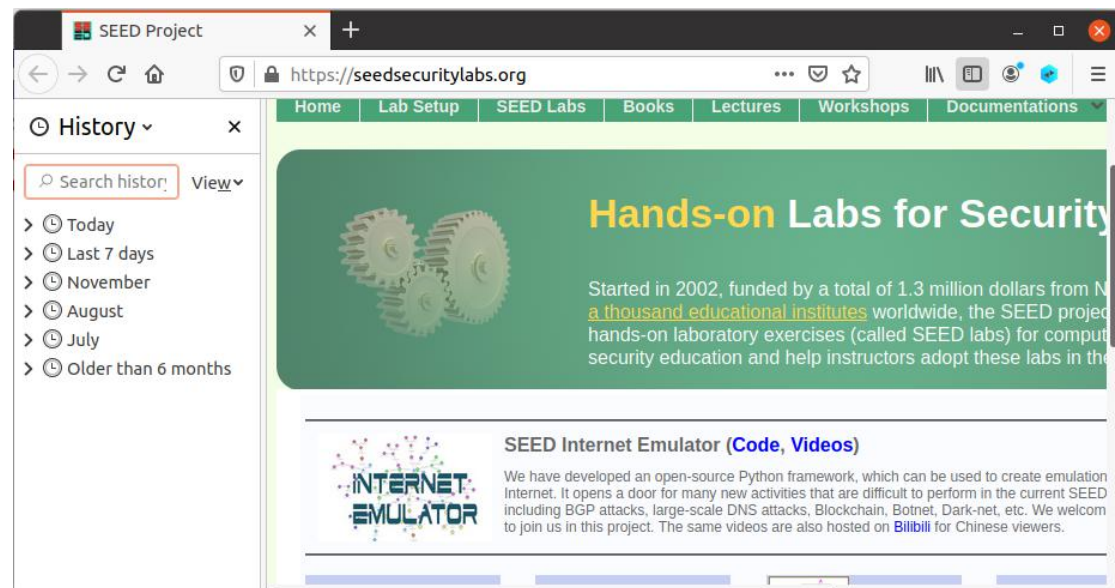 SEED Project
https://seedsecuritylabs.org
History
Search histor
View
Today
Last 7 days
November
August
July
Older than 6 months
Home Lab Setup SEED Labs Books Lectures Workshops Documentations
Hands-on Labs for Security
Started in 2002, funded by a total of 1.3 million dollars from N
a thousand educational institutes worldwide, the SEED projec
hands-on laboratory exercises (called SEED labs) for comput
security education and help instructors adopt these labs in the
INTERNET
EMULATOR
SEED Internet Emulator (Code, Videos)
We have developed an open-source Python framework, which can be used to create emulation
Internet. It opens a door for many new activities that are difficult to perform in the current SEED
including BGP attacks, large-scale DNS attacks, Blockchain, Botnet, Dark-net, etc. We welcom
to join us in this project. The same videos are also hosted on Bilibili for Chinese viewers.